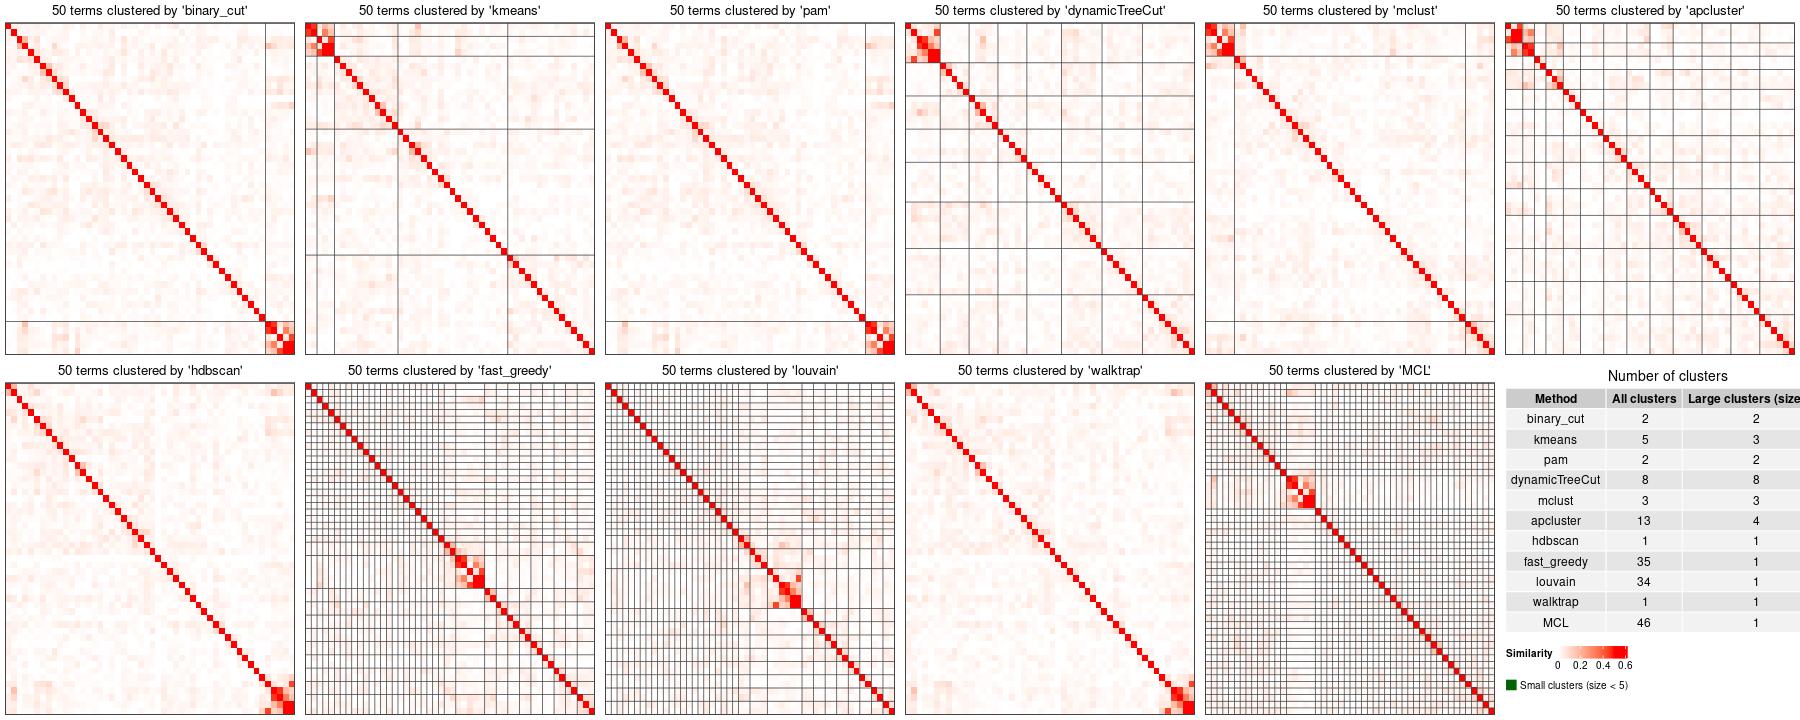 50 terms clustered by 'binary_cut'
50 terms clustered by 'kmeans'
50 terms clustered by 'pam'
50 terms clustered by 'dynamicTreeCut'
50 terms clustered by 'mclust'
50 terms clustered by 'apcluster'
50 terms clustered by 'hdbscan'
50 terms clustered by 'fast_greedy'
50 terms clustered by 'louvain'
50 terms clustered by 'walktrap'
50 terms clustered by 'MCL'
Number of clusters
Method All clusters Large clusters (size
binary_cut 2 2
kmeans 5 3
pam 2 2
dynamicTreeCut 8 8
mclust 3 3
apcluster 13 4
hdbscan 1 1
fast_greedy 35 1
louvain 34 1
walktrap 1 1
MCL 46 1
Similarity
0 0.2 0.4 0.6
Small clusters (size < 5)